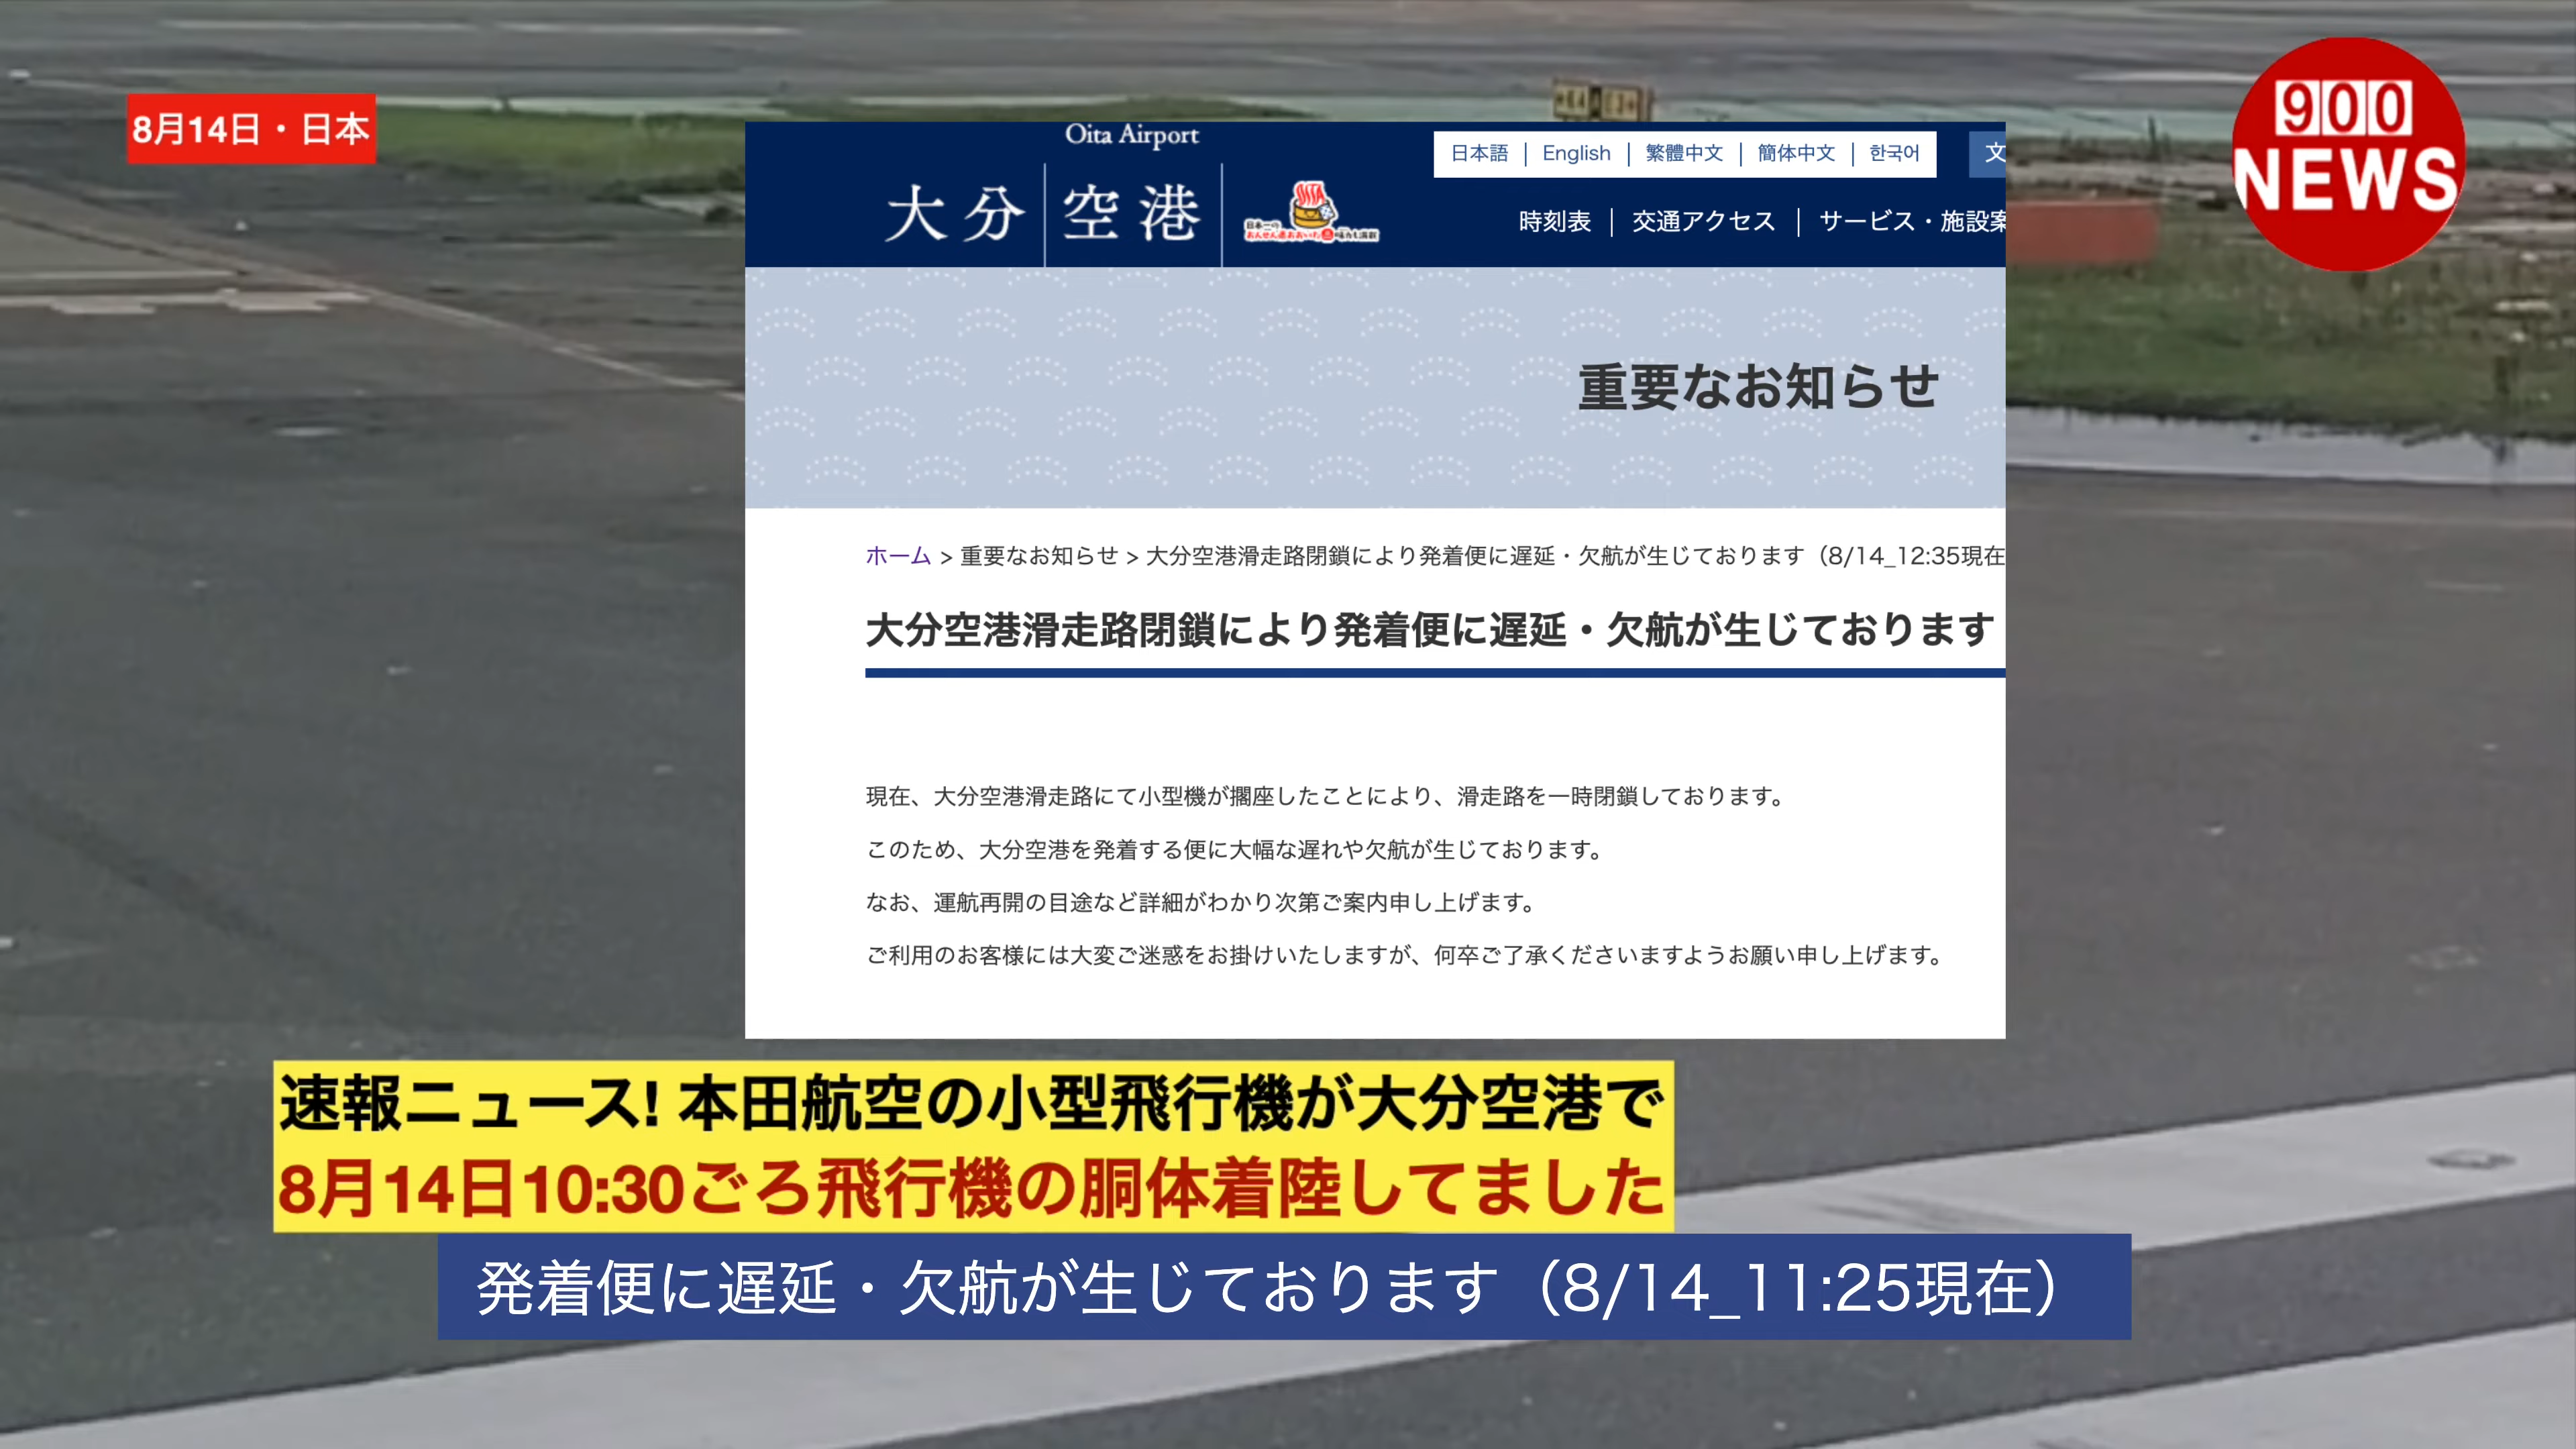 8月14日・日本
900
NEWS
Oita Airport
大分空港
日本語 | English | 繁體中文 | 簡体中文 | 한국어
文
時刻表 | 交通アクセス | サービス・施設案
重要なお知らせ
ホーム > 重要なお知らせ > 大分空港滑走路閉鎖により発着便に遅延・欠航が生じております（8/14_12:35現在
大分空港滑走路閉鎖により発着便に遅延・欠航が生じております
現在、大分空港滑走路にて小型機が擱座したことにより、滑走路を一時閉鎖しております。
このため、大分空港を発着する便に大幅な遅れや欠航が生じております。
なお、運航再開の目途など詳細がわかり次第ご案内申し上げます。
ご利用のお客様には大変ご迷惑をお掛けいたしますが、何卒ご了承くださいますようお願い申し上げます。
速報ニュース! 本田航空の小型飛行機が大分空港で
8月14日10:30ごろ飛行機の胴体着陸してました
発着便に遅延・欠航が生じております（8/14_11:25現在）